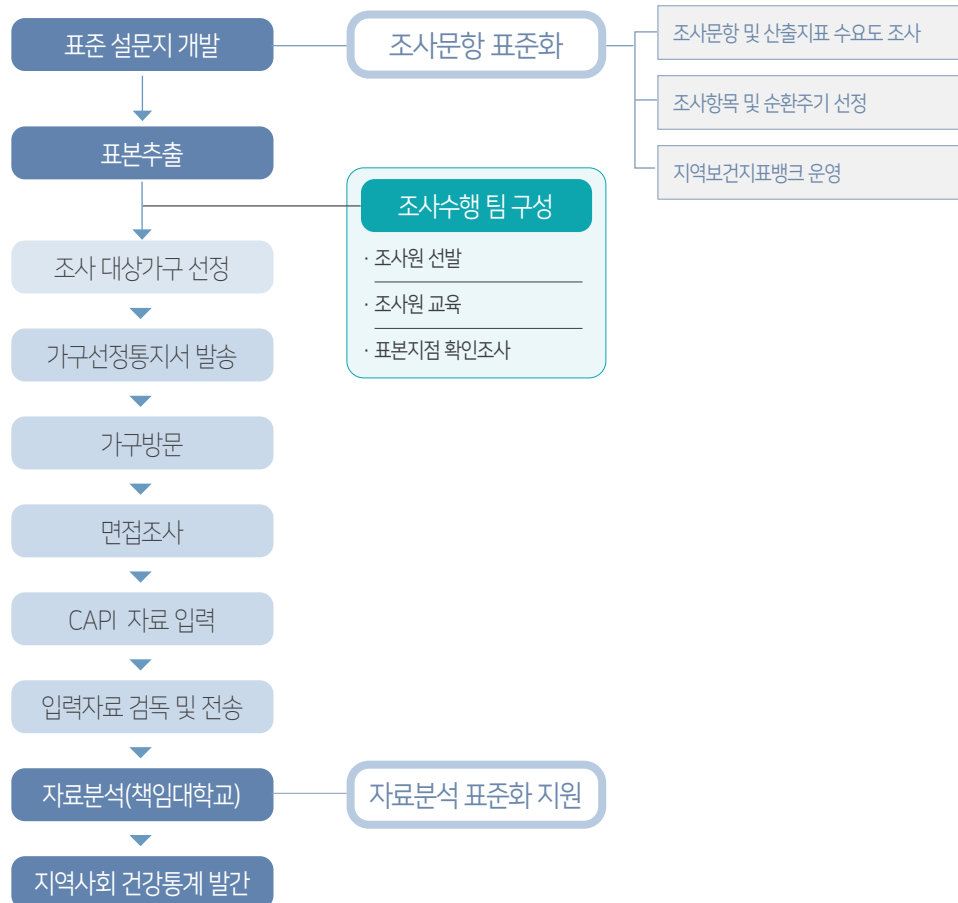 표준 설문지 개발
조사문항 표준화
조사문항 및 산출지표 수요도 조사
조사항목 및 순환주기 선정
지역보건지표뱅크 운영
표본추출
조사수행 팀 구성
· 조사원 선발
· 조사원 교육
· 표본지점 확인조사
조사 대상가구 선정
가구선정통지서 발송
가구방문
면접조사
CAPI 자료 입력
입력자료 검독 및 전송
자료분석(책임대학교)
자료분석 표준화 지원
지역사회 건강통계 발간